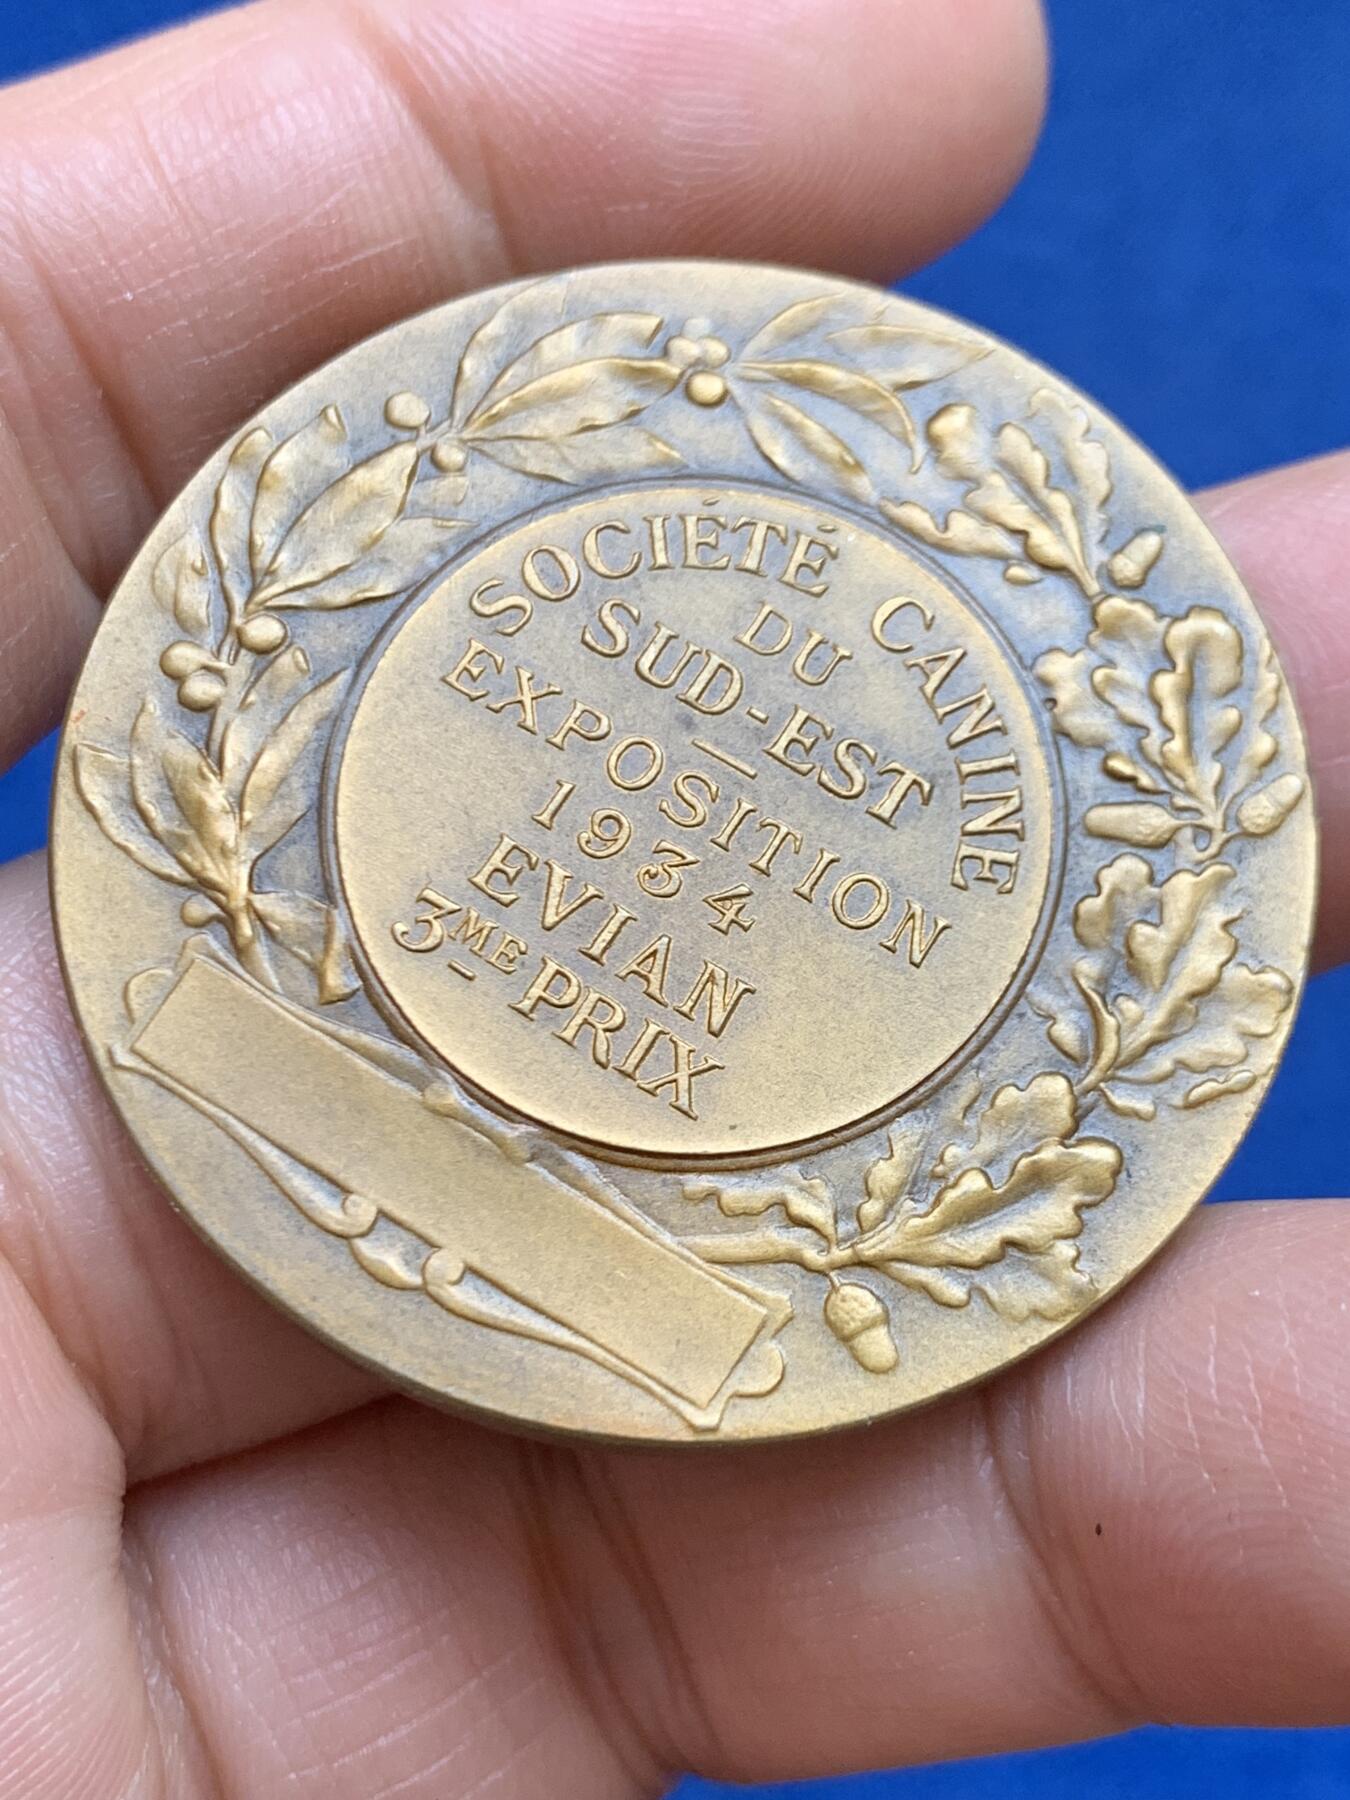 SOCIÉTÉ CANINE
DU
SUD-EST
EXPOSITION
1934
EVIAN
3ME PRIX